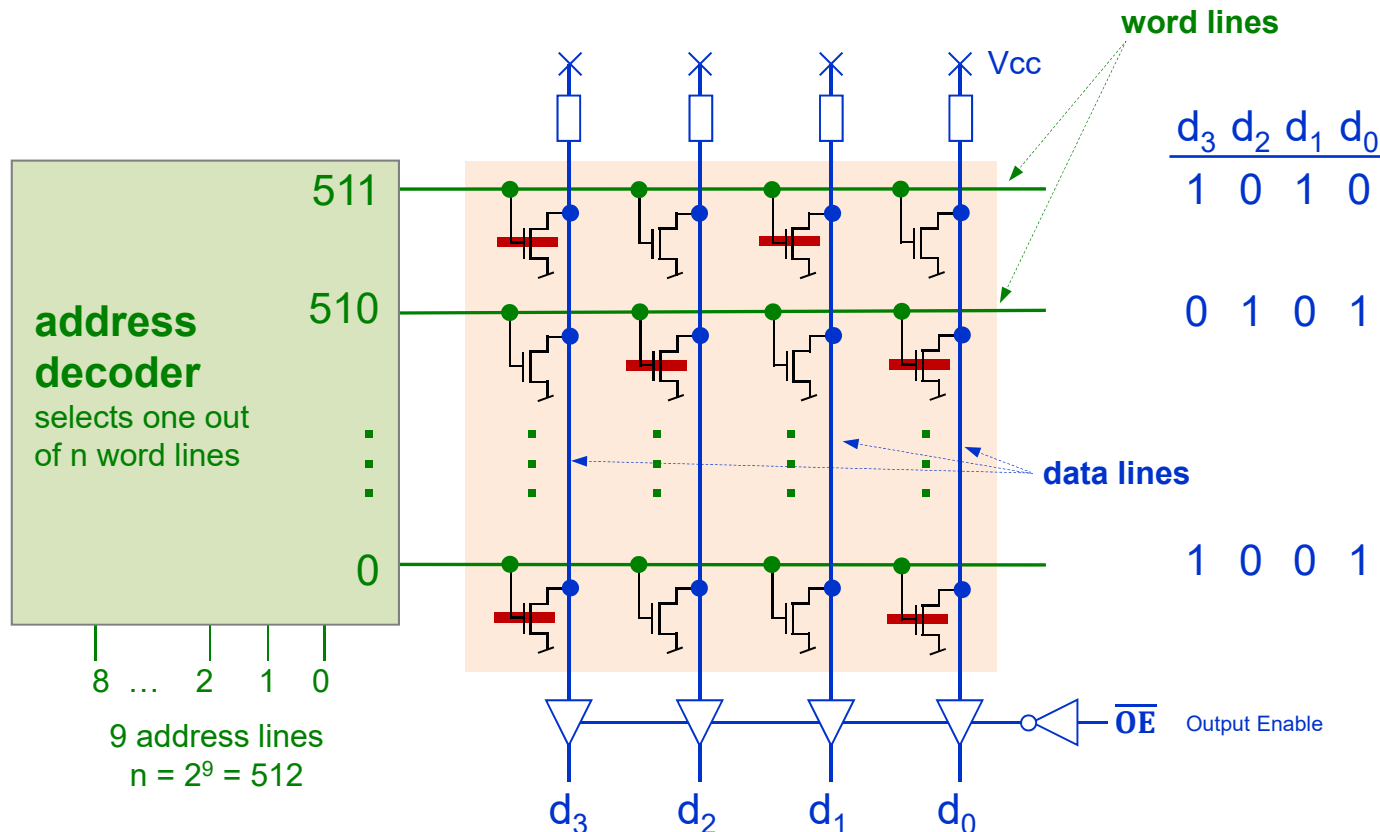 word lines
Vcc
d₃ d₂ d₁ d₀
511
1 0 1 0
510
0 1 0 1
address
decoder
selects one out
of n word lines
data lines
0
1 0 0 1
8 ... 2 1 0
9 address lines
n = 2⁹ = 512
O̅E̅ Output Enable
d₃ d₂ d₁ d₀